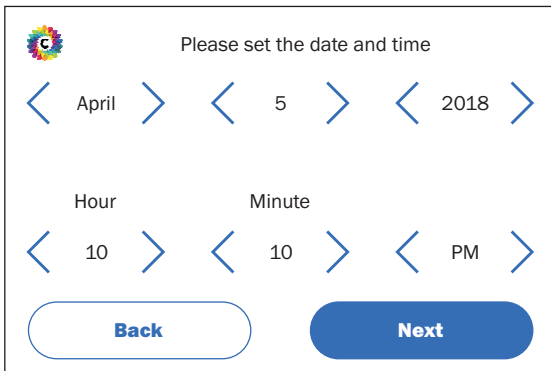 C
Please set the date and time
April 5 2018
Hour Minute
10 10 PM
Back Next